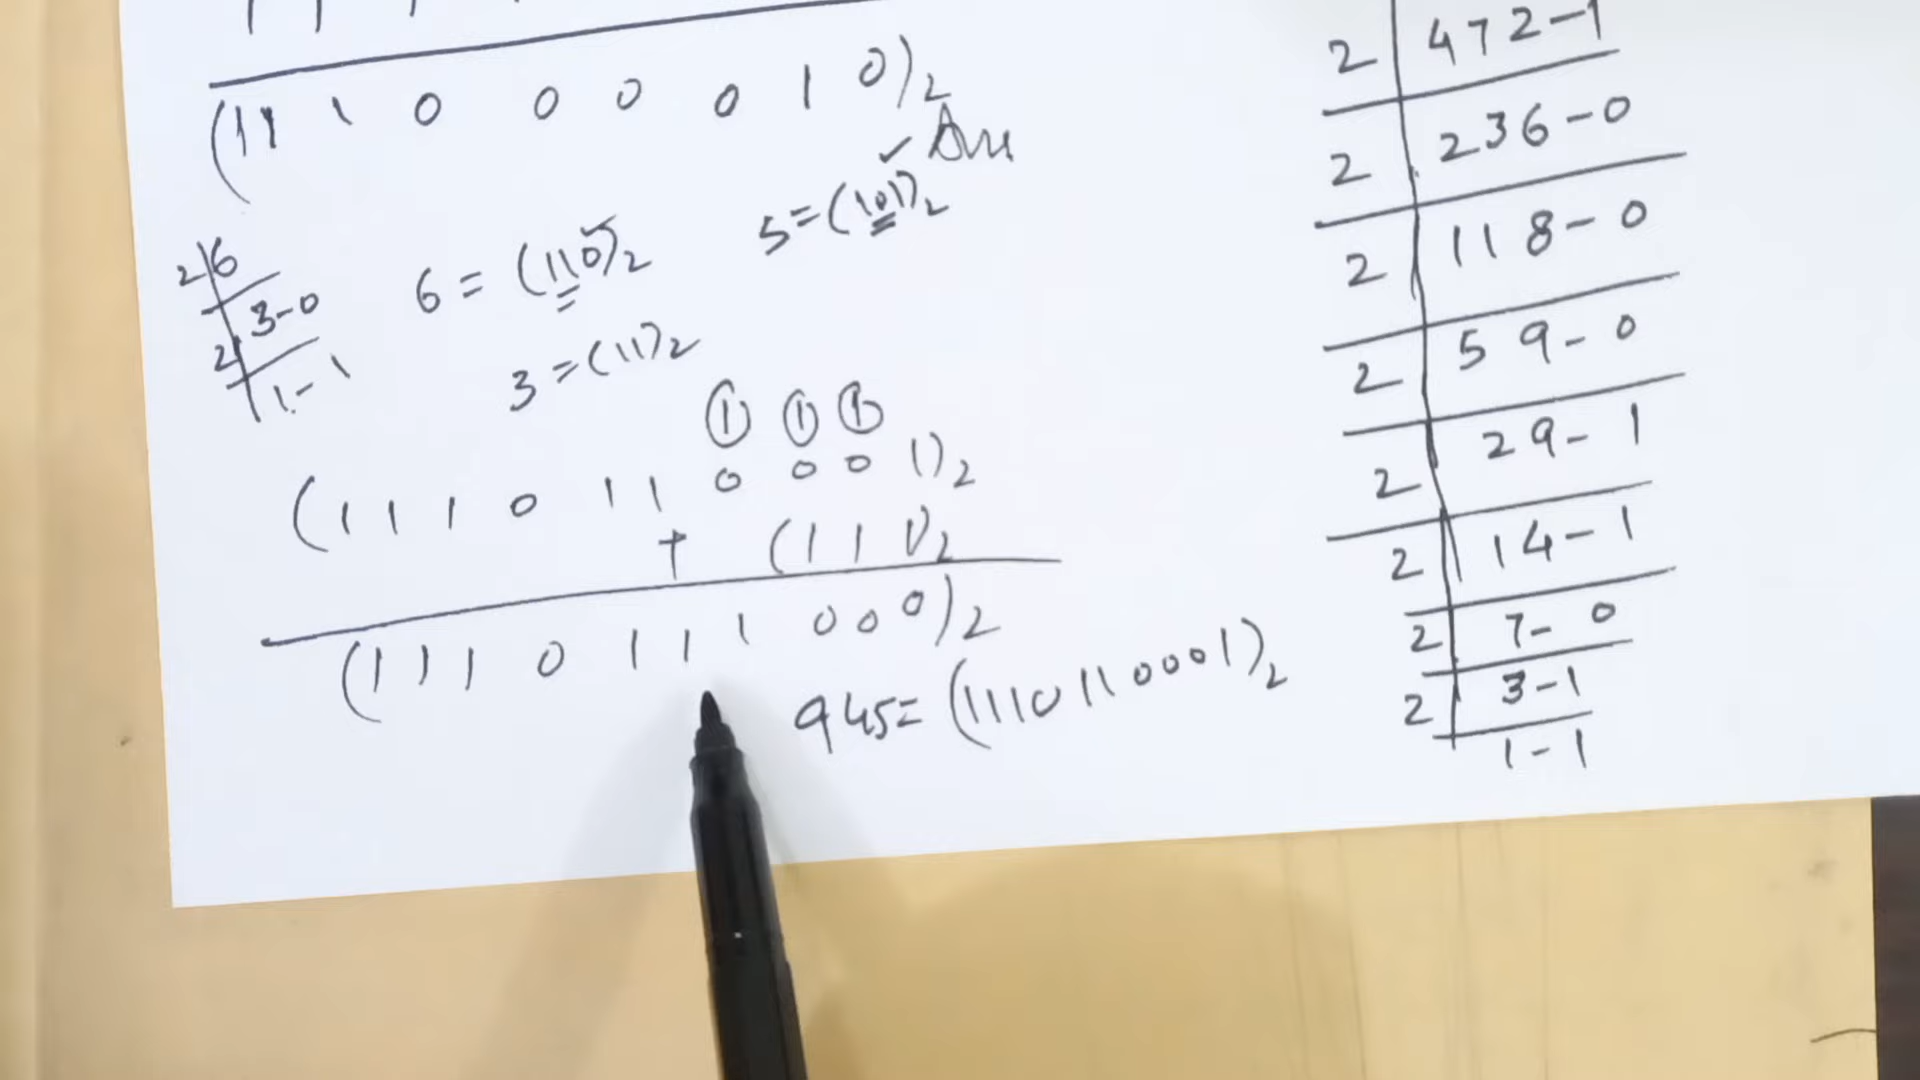 (1 1 1 0 0 0 0 1 0)₂
✓ Ans
6 = (110)₂
5 = (101)₂
2 | 6
3 - 0
2
1 - 1
3 = (11)₂
① ① ①
(1 1 1 0 1 1 0 0 0 1)₂
+ (1 1 1)₂
(1 1 1 0 1 1 1 0 0 0)₂
945 = (1110110001)₂
2 | 472 - 1
2 | 236 - 0
2 | 118 - 0
2 | 59 - 0
2 | 29 - 1
2 | 14 - 1
2 | 7 - 0
2 | 3 - 1
1 - 1